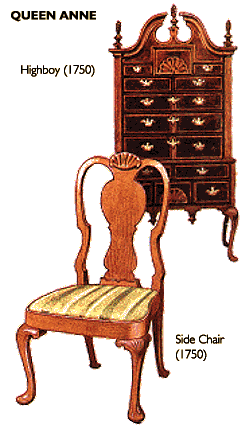 QUEEN ANNE
Highboy (1750)
Side Chair
(1750)